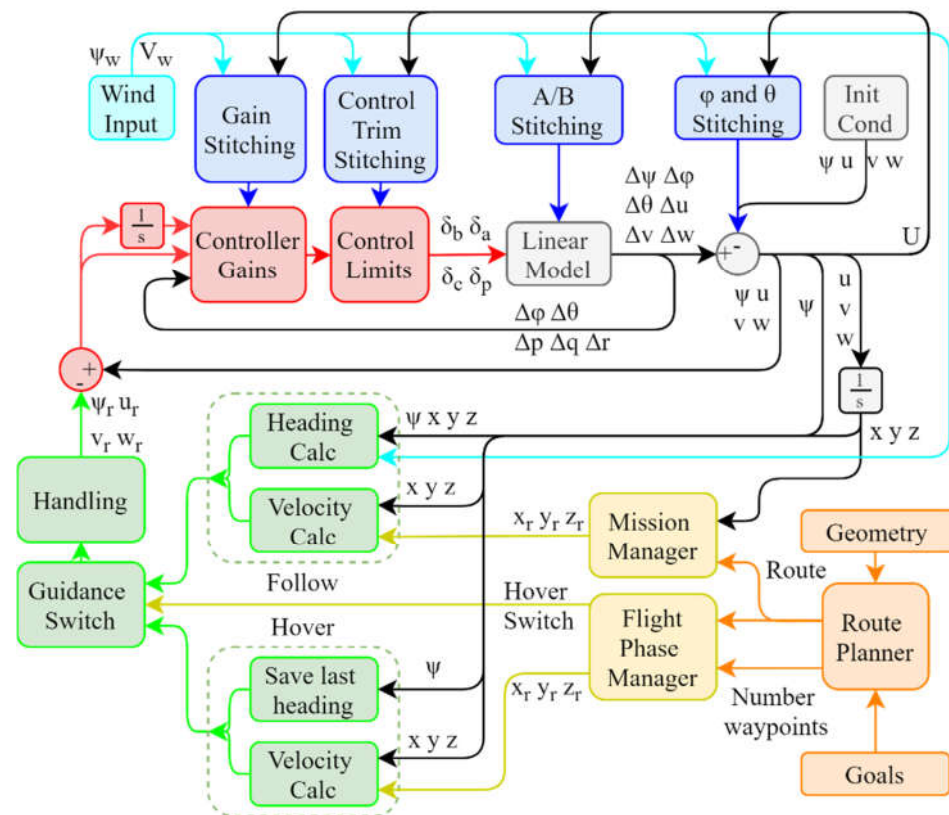 ψw Vw
Wind
Input
Gain
Stitching
Control
Trim
Stitching
A/B
Stitching
φ and θ
Stitching
Init
Cond
ψ u v w
1
s
Controller
Gains
Control
Limits
δb δa
δc δp
Linear
Model
Δψ Δφ
Δθ Δu
Δv Δw
+ -
U
Δφ Δθ
Δp Δq Δr
ψ u
v w
ψ
u
v
w
+
-
1
s
ψr ur
vr wr
x y z
Heading
Calc
ψ x y z
Handling
Velocity
Calc
x y z
xr yr zr
Mission
Manager
Geometry
Route
Guidance
Switch
Follow
Hover
Switch
Flight
Phase
Manager
Route
Planner
Hover
Save last
heading
ψ
xr yr zr
Number
waypoints
x y z
Velocity
Calc
Goals